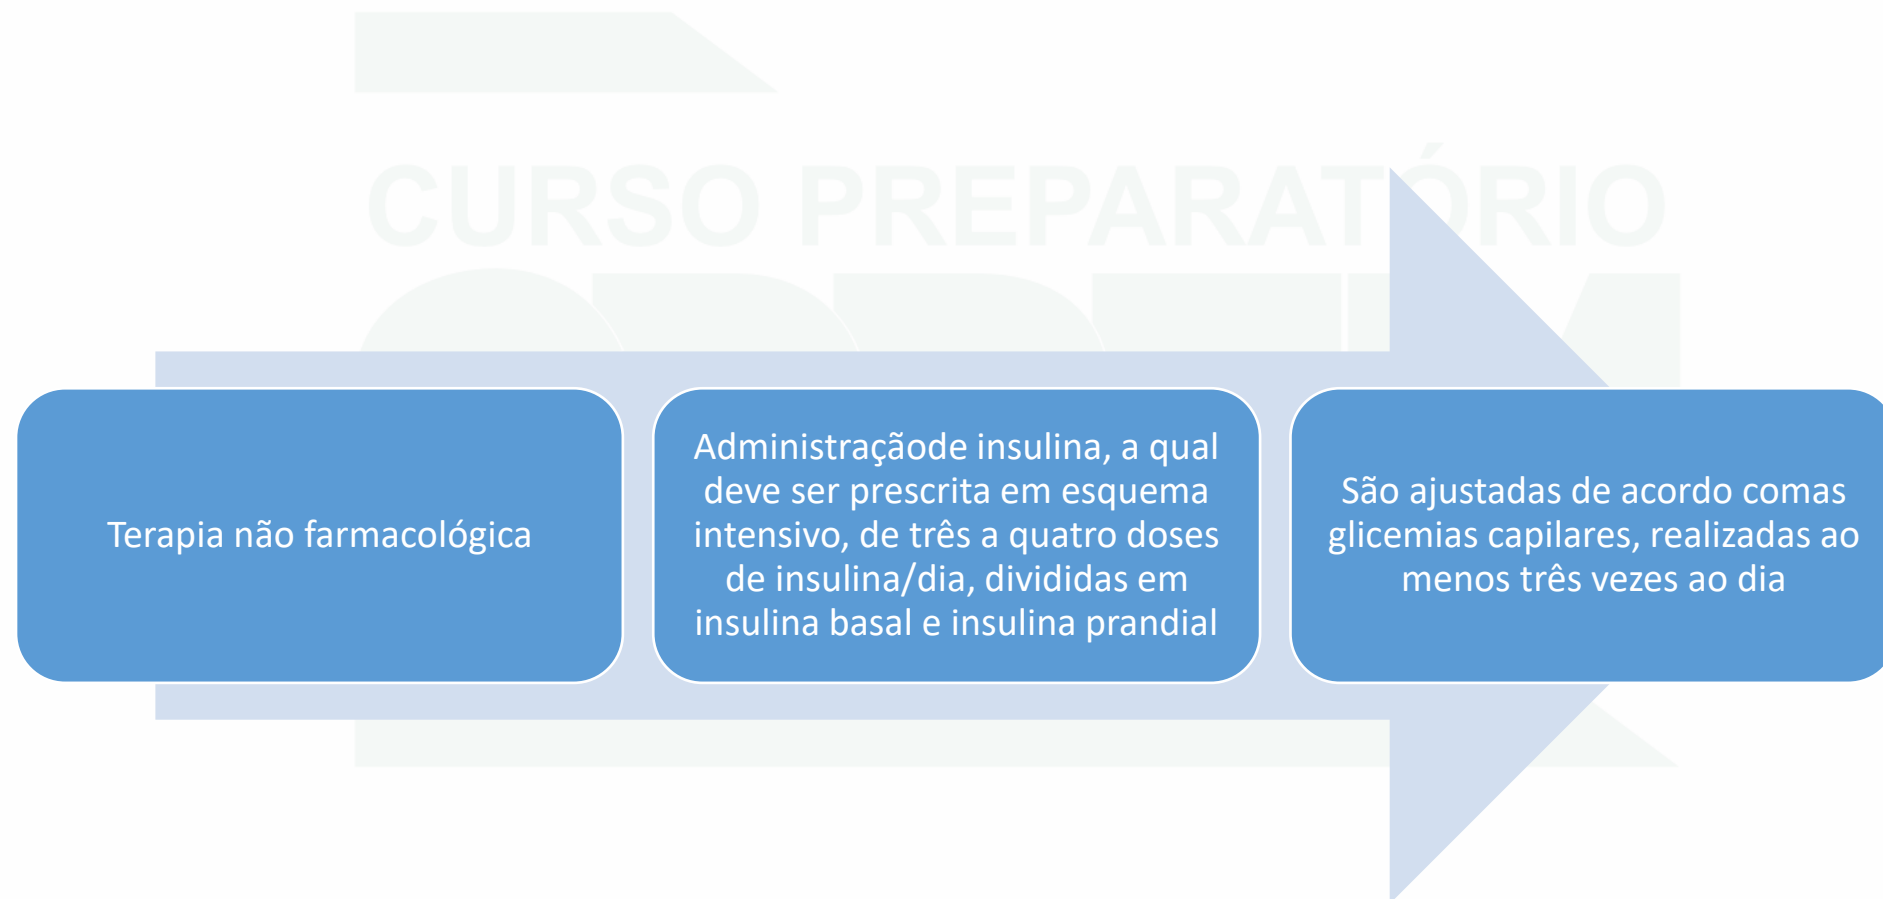 CURSO PREPARATÓRIO
Terapia não farmacológica
Administraçãode insulina, a qual
deve ser prescrita em esquema
intensivo, de três a quatro doses
de insulina/dia, divididas em
insulina basal e insulina prandial
São ajustadas de acordo comas
glicemias capilares, realizadas ao
menos três vezes ao dia